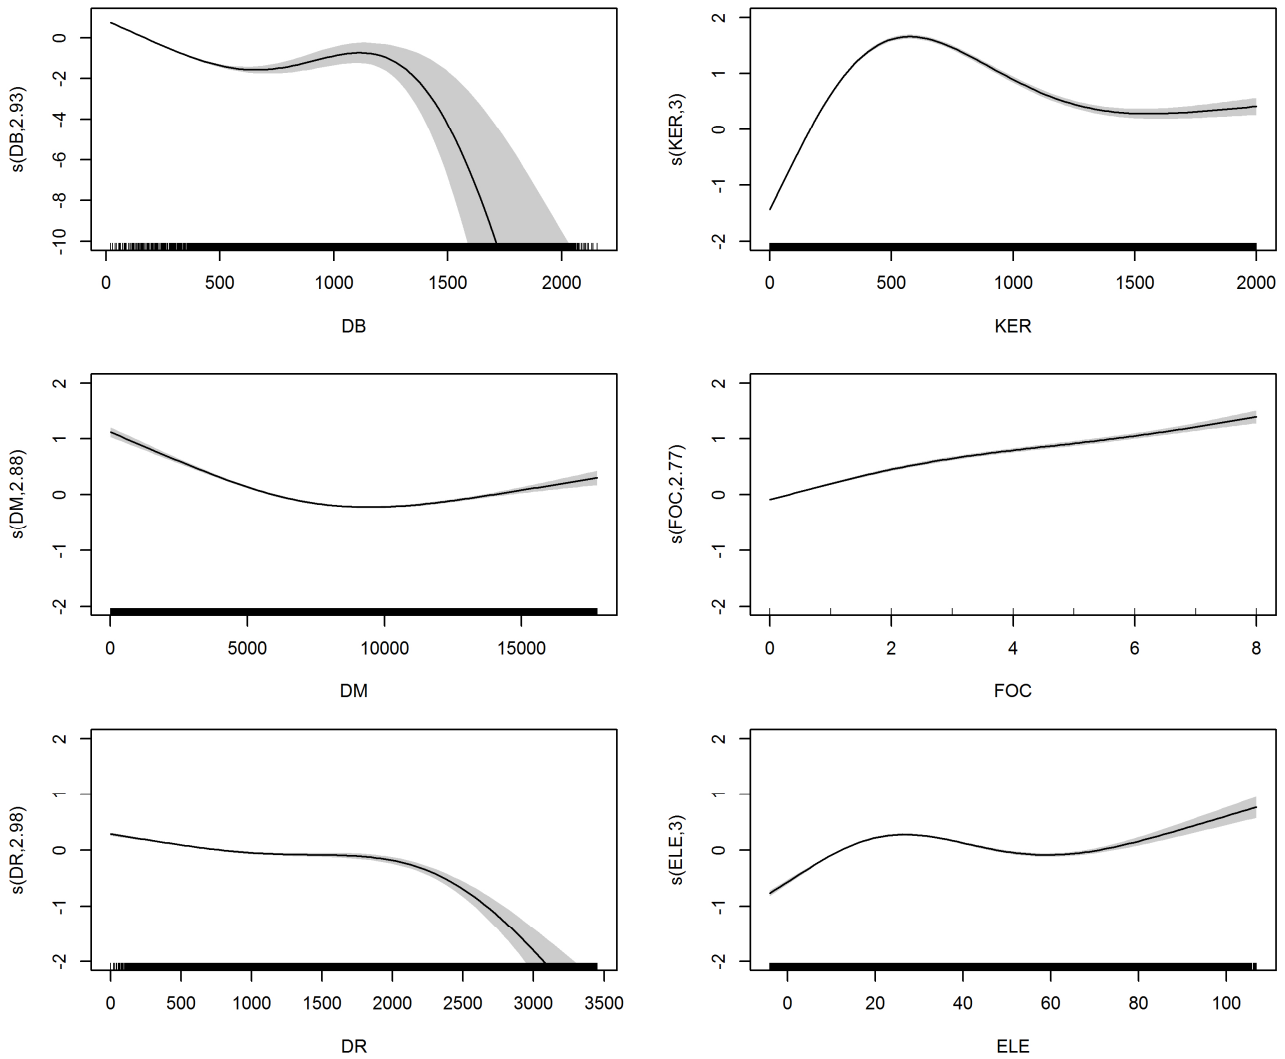 s(DB,2.93)
0
-2
-4
-6
-8
-10
0 500 1000 1500 2000
DB
s(KER,3)
2
1
0
-1
-2
0 500 1000 1500 2000
KER
s(DM,2.88)
2
1
0
-1
-2
0 5000 10000 15000
DM
s(FOC,2.77)
2
1
0
-1
-2
0 2 4 6 8
FOC
s(DR,2.98)
2
1
0
-1
-2
0 500 1000 1500 2000 2500 3000 3500
DR
s(ELE,3)
2
1
0
-1
-2
0 20 40 60 80 100
ELE